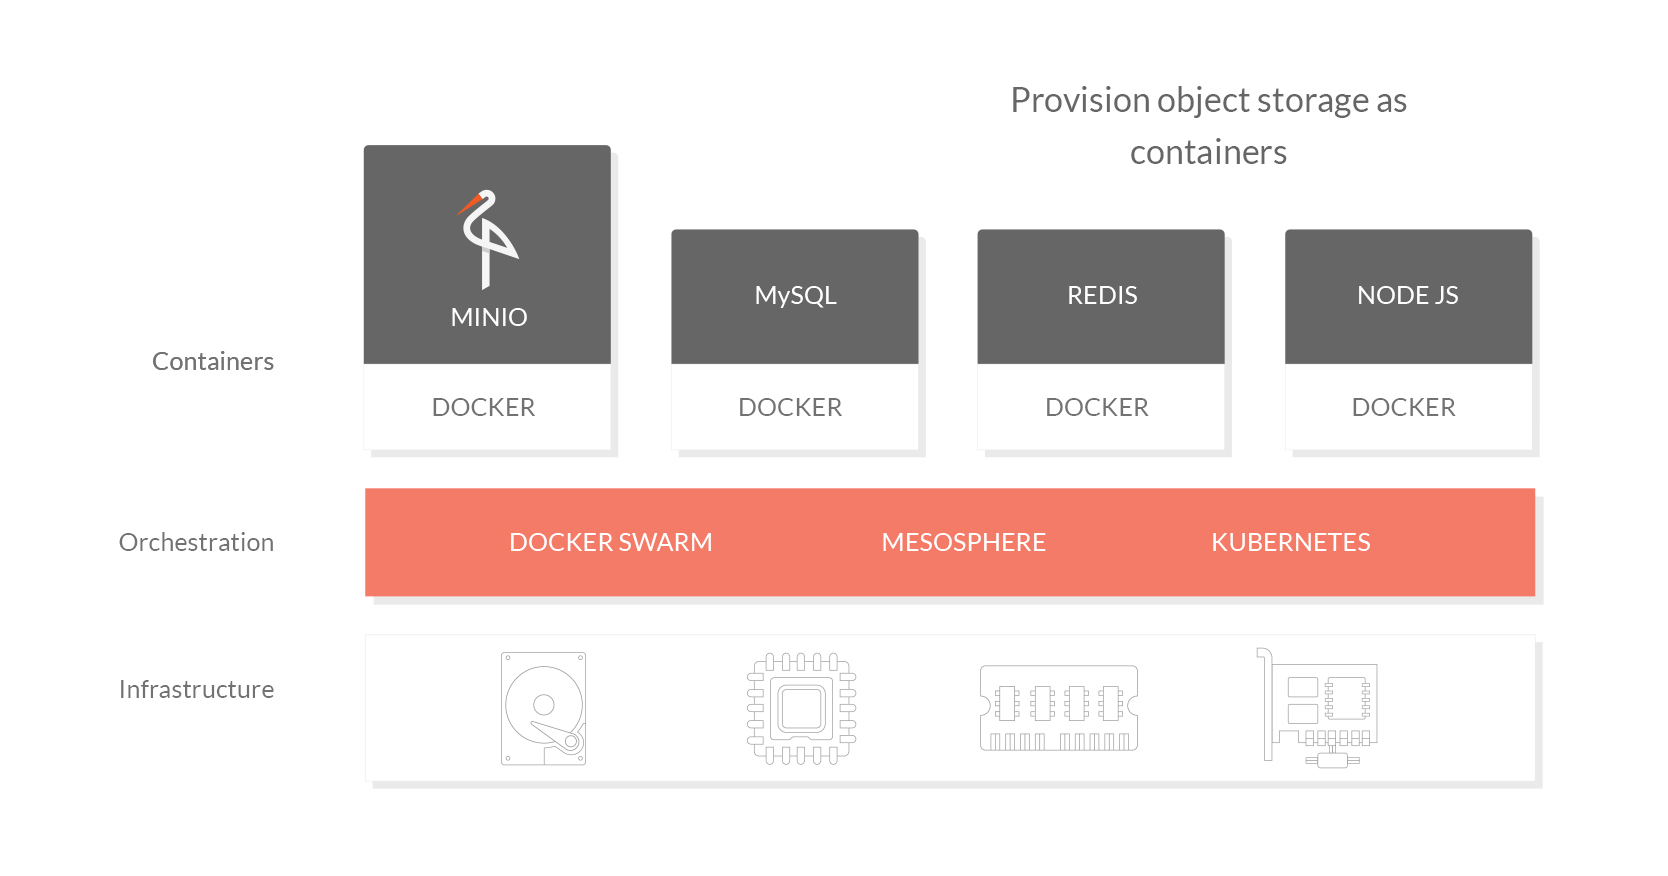 Provision object storage as
containers
MINIO
MySQL
REDIS
NODE JS
Containers
DOCKER
DOCKER
DOCKER
DOCKER
Orchestration
DOCKER SWARM
MESOSPHERE
KUBERNETES
Infrastructure